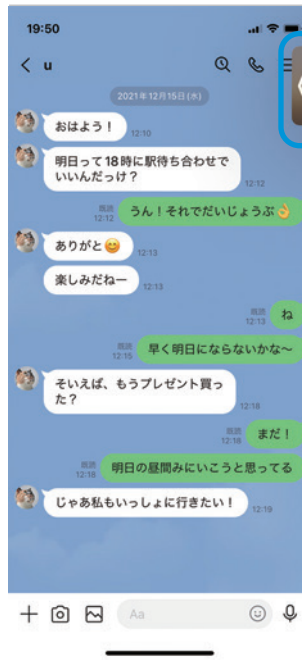 19:50
u
2021年12月15日(水)
おはよう！
12:10
明日って18時に駅待ち合わせで
いいんだっけ？
12:12
既読
12:12
うん！それでだいじょうぶ👌
ありがと😊
12:13
楽しみだねー
12:13
既読
12:13
ね
既読
12:15
早く明日にならないかな〜
そいえば、もうプレゼント買っ
た？
12:18
既読
12:18
まだ！
既読
12:18
明日の昼間みにいこうと思ってる
じゃあ私もいっしょに行きたい！
12:19
Aa